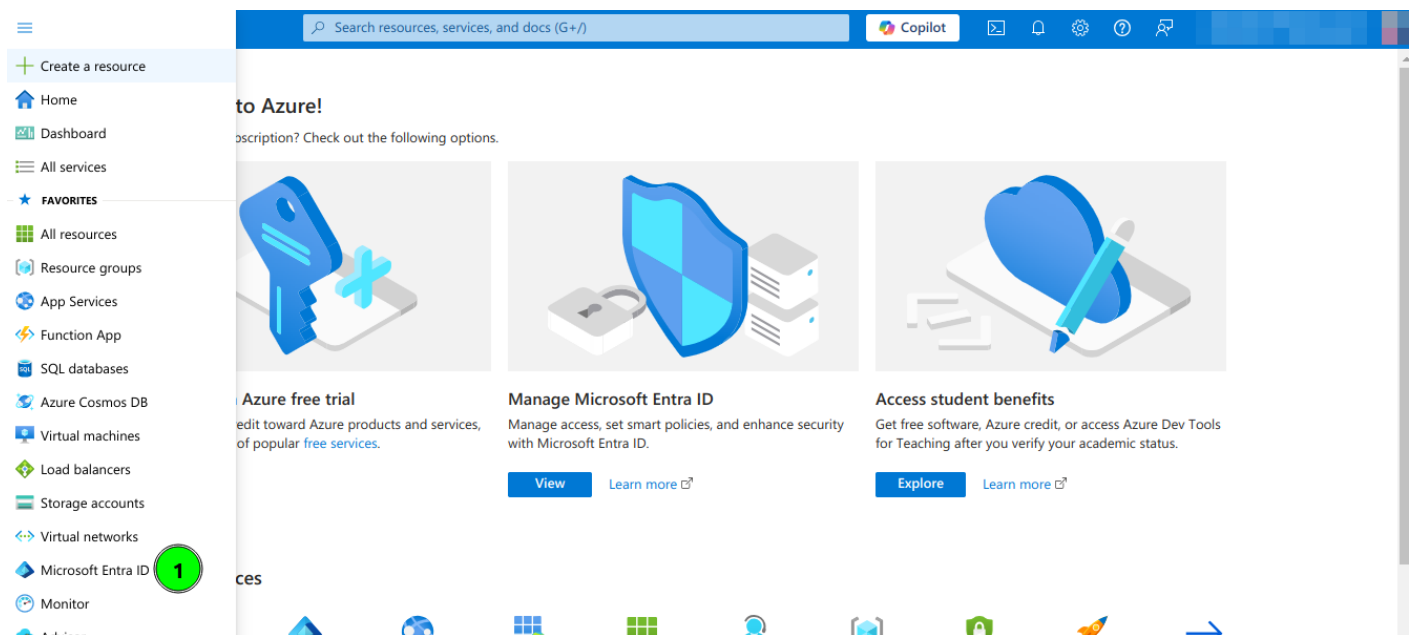 Search resources, services, and docs (G+/)
Copilot
Create a resource
Home
Dashboard
All services
FAVORITES
All resources
Resource groups
App Services
Function App
SQL databases
Azure Cosmos DB
Virtual machines
Load balancers
Storage accounts
Virtual networks
Microsoft Entra ID
1
Monitor
to Azure!
Check out the following options.
Azure free trial
toward Azure products and services,
of popular free services.
Manage Microsoft Entra ID
Manage access, set smart policies, and enhance security
with Microsoft Entra ID.
View
Learn more
Access student benefits
Get free software, Azure credit, or access Azure Dev Tools
for Teaching after you verify your academic status.
Explore
Learn more